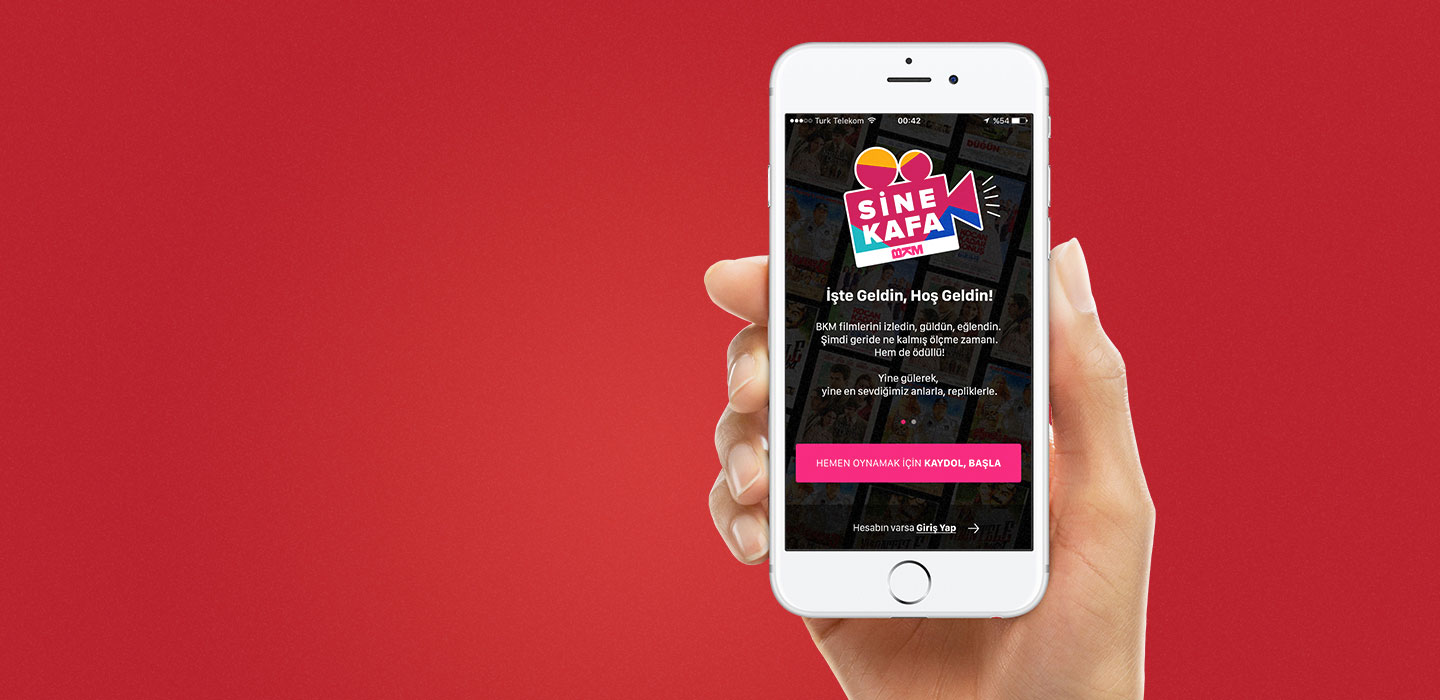 Turk Telekom 00:42 %54
DÜĞÜN
SİNE
KAFA
BKM
İşte Geldin, Hoş Geldin!
BKM filmlerini izledin, güldün, eğlendin.
Şimdi geride ne kalmış ölçme zamanı.
Hem de ödüllü!
Yine gülerek,
yine en sevdiğimiz anlarla, repliklerle.
HEMEN OYNAMAK İÇİN KAYDOL, BAŞLA
Hesabın varsa Giriş Yap